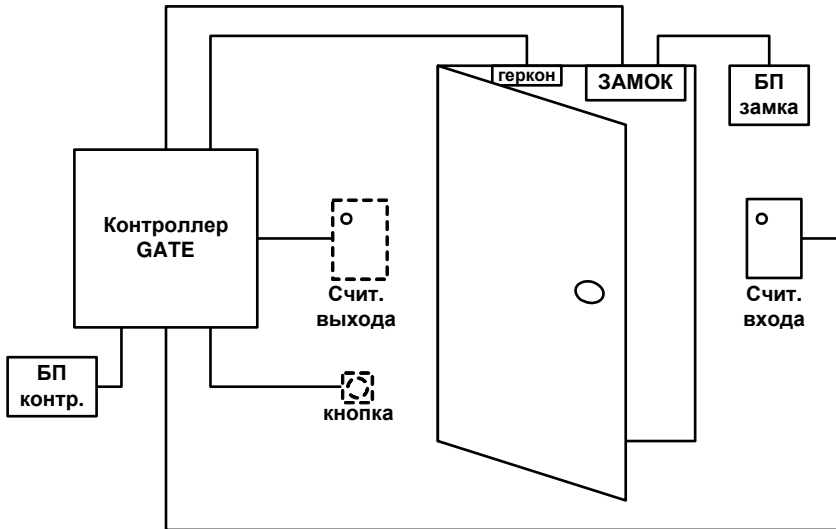 геркон
ЗАМОК
БП
замка
Контроллер
GATE
Счит.
выхода
Счит.
входа
БП
контр.
кнопка